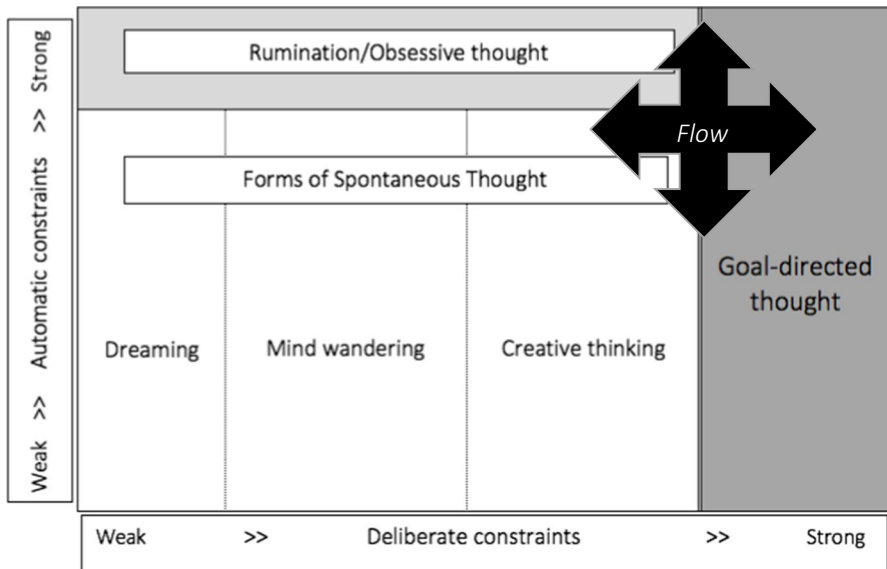 Rumination/Obsessive thought
Flow
Forms of Spontaneous Thought
Goal-directed
thought
Dreaming
Mind wandering
Creative thinking
Weak >> Automatic constraints >> Strong
Weak >> Deliberate constraints >> Strong